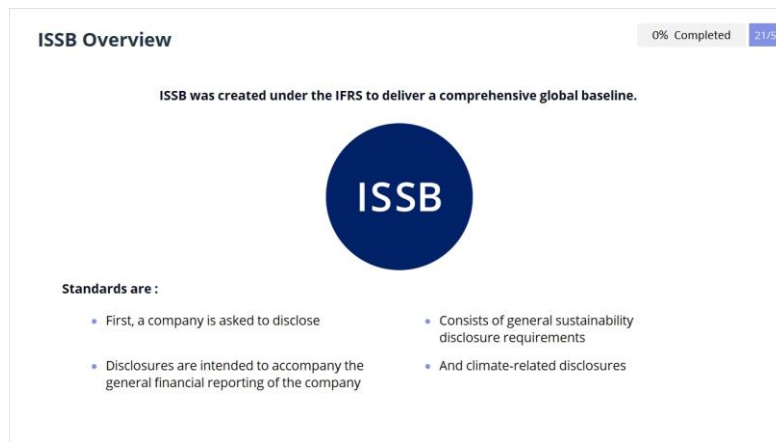 ISSB Overview
0% Completed
21/5
ISSB was created under the IFRS to deliver a comprehensive global baseline.
ISSB
Standards are :
First, a company is asked to disclose
Disclosures are intended to accompany the
general financial reporting of the company
Consists of general sustainability
disclosure requirements
And climate-related disclosures